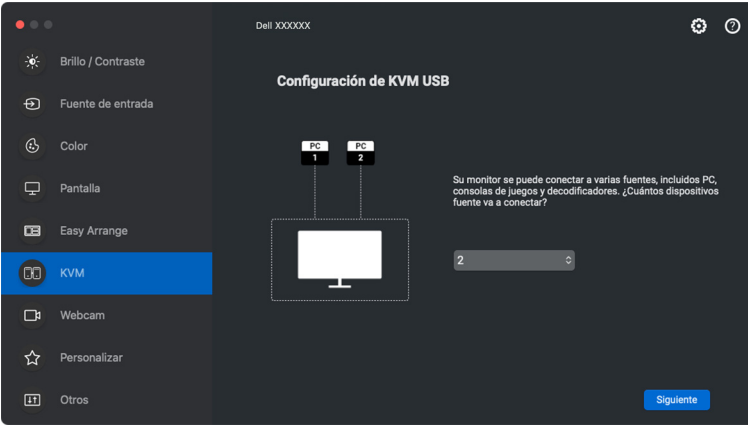 Dell XXXXXX
Brillo / Contraste
Fuente de entrada
Color
Pantalla
Easy Arrange
KVM
Webcam
Personalizar
Otros
Configuración de KVM USB
PC
1
PC
2
Su monitor se puede conectar a varias fuentes, incluidos PC,
consolas de juegos y decodificadores. ¿Cuántos dispositivos
fuente va a conectar?
2
Siguiente